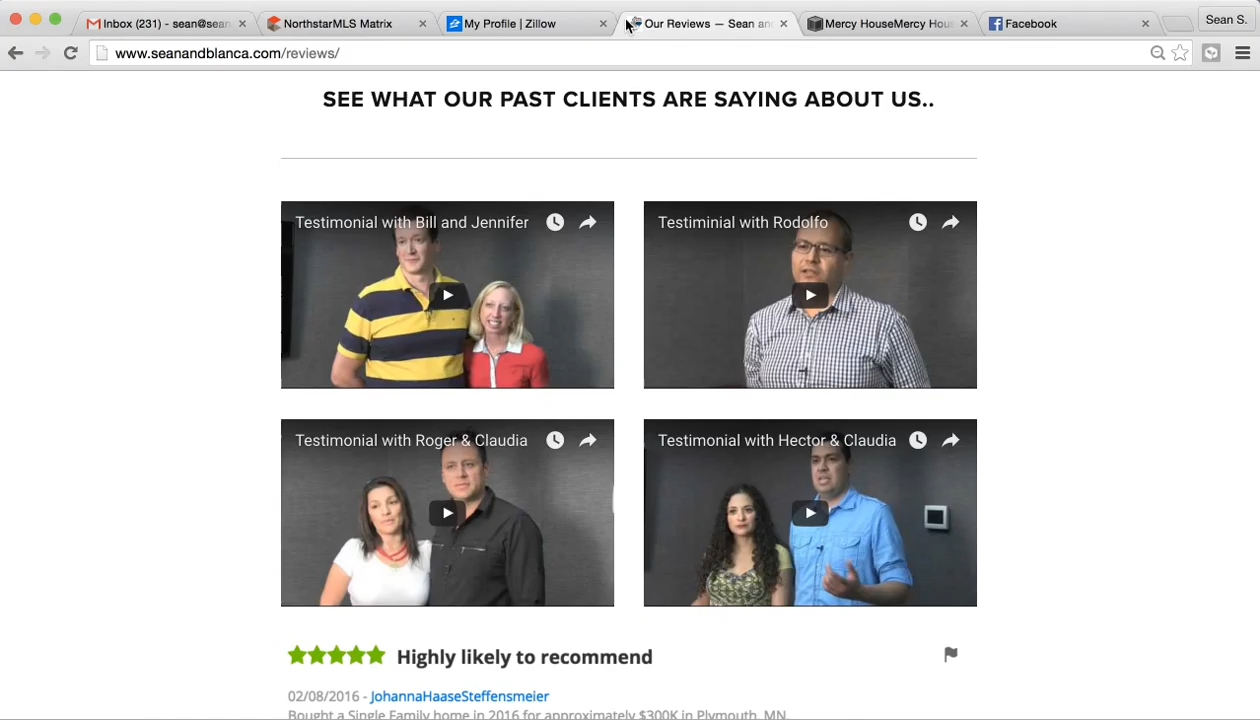 Inbox (231) - sean@sean
NorthstarMLS Matrix
My Profile | Zillow
Our Reviews — Sean an
Mercy HouseMercy Hou
Facebook
Sean S.
www.seanandblanca.com/reviews/
SEE WHAT OUR PAST CLIENTS ARE SAYING ABOUT US..
Testimonial with Bill and Jennifer
Testiminial with Rodolfo
Testimonial with Roger & Claudia
Testimonial with Hector & Claudia
Highly likely to recommend
02/08/2016 - JohannaHaaseSteffensmeier
Bought a Single Family home in 2016 for approximately $300K in Plymouth, MN.